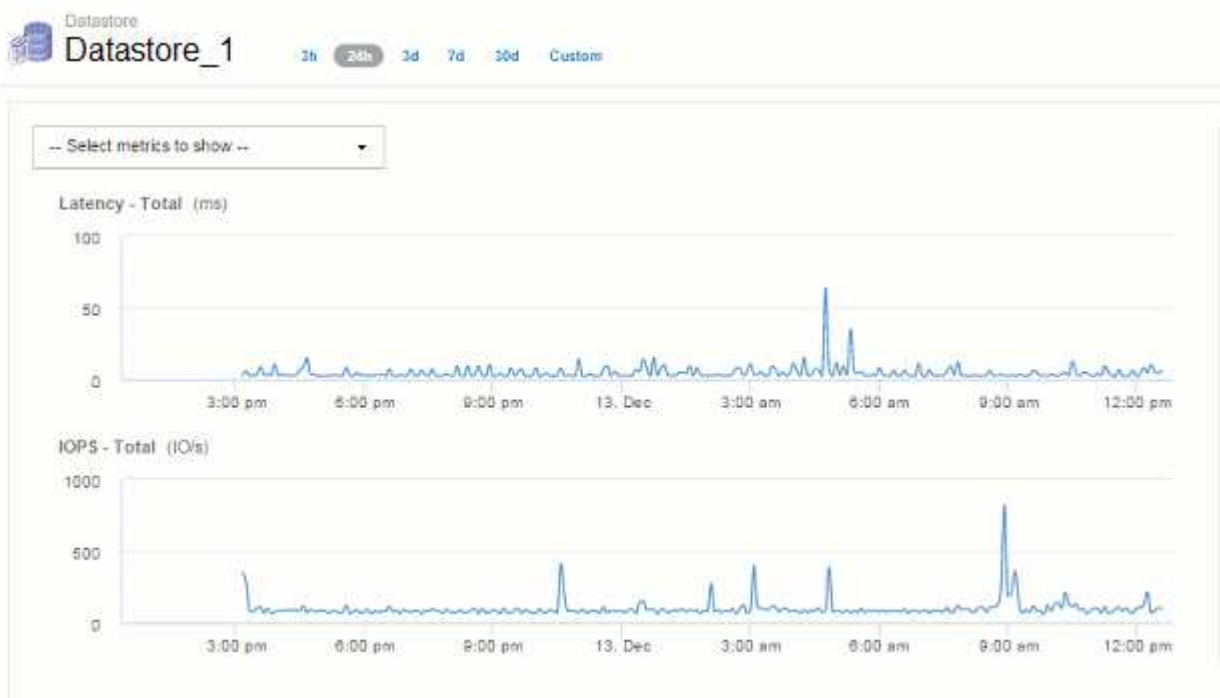 Datastore
Datastore_1
3h 24h 3d 7d 30d Custom
-- Select metrics to show --
Latency - Total (ms)
100
50
0
3:00 pm 6:00 pm 9:00 pm 13. Dec 3:00 am 6:00 am 9:00 am 12:00 pm
IOPS - Total (IO/s)
1000
500
0
3:00 pm 6:00 pm 9:00 pm 13. Dec 3:00 am 6:00 am 9:00 am 12:00 pm